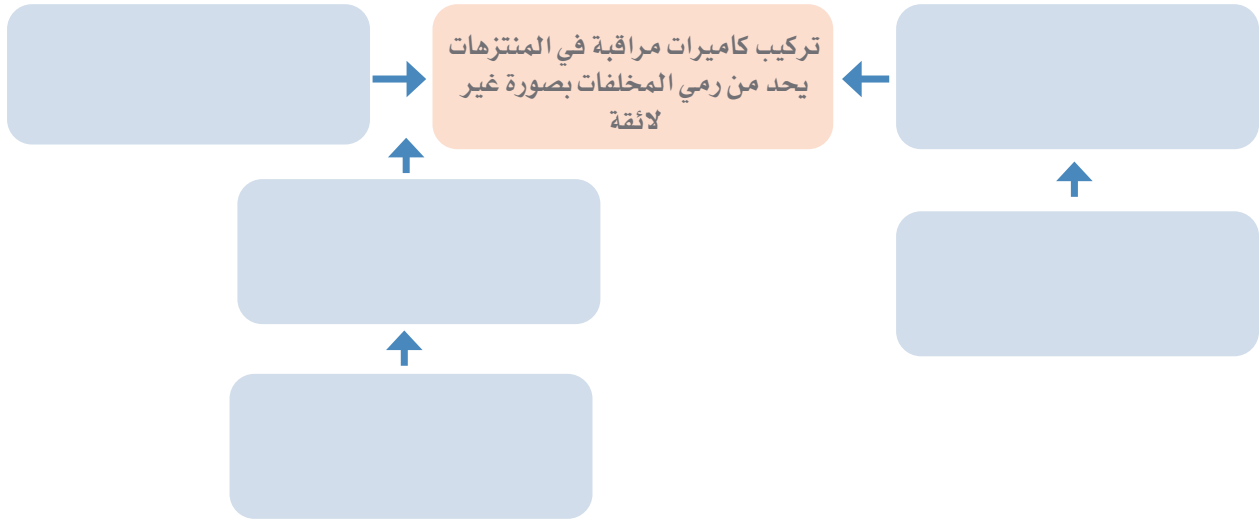 تركيب كاميرات مراقبة في المنتزهات
يحد من رمي المخلفات بصورة غير
لائقة